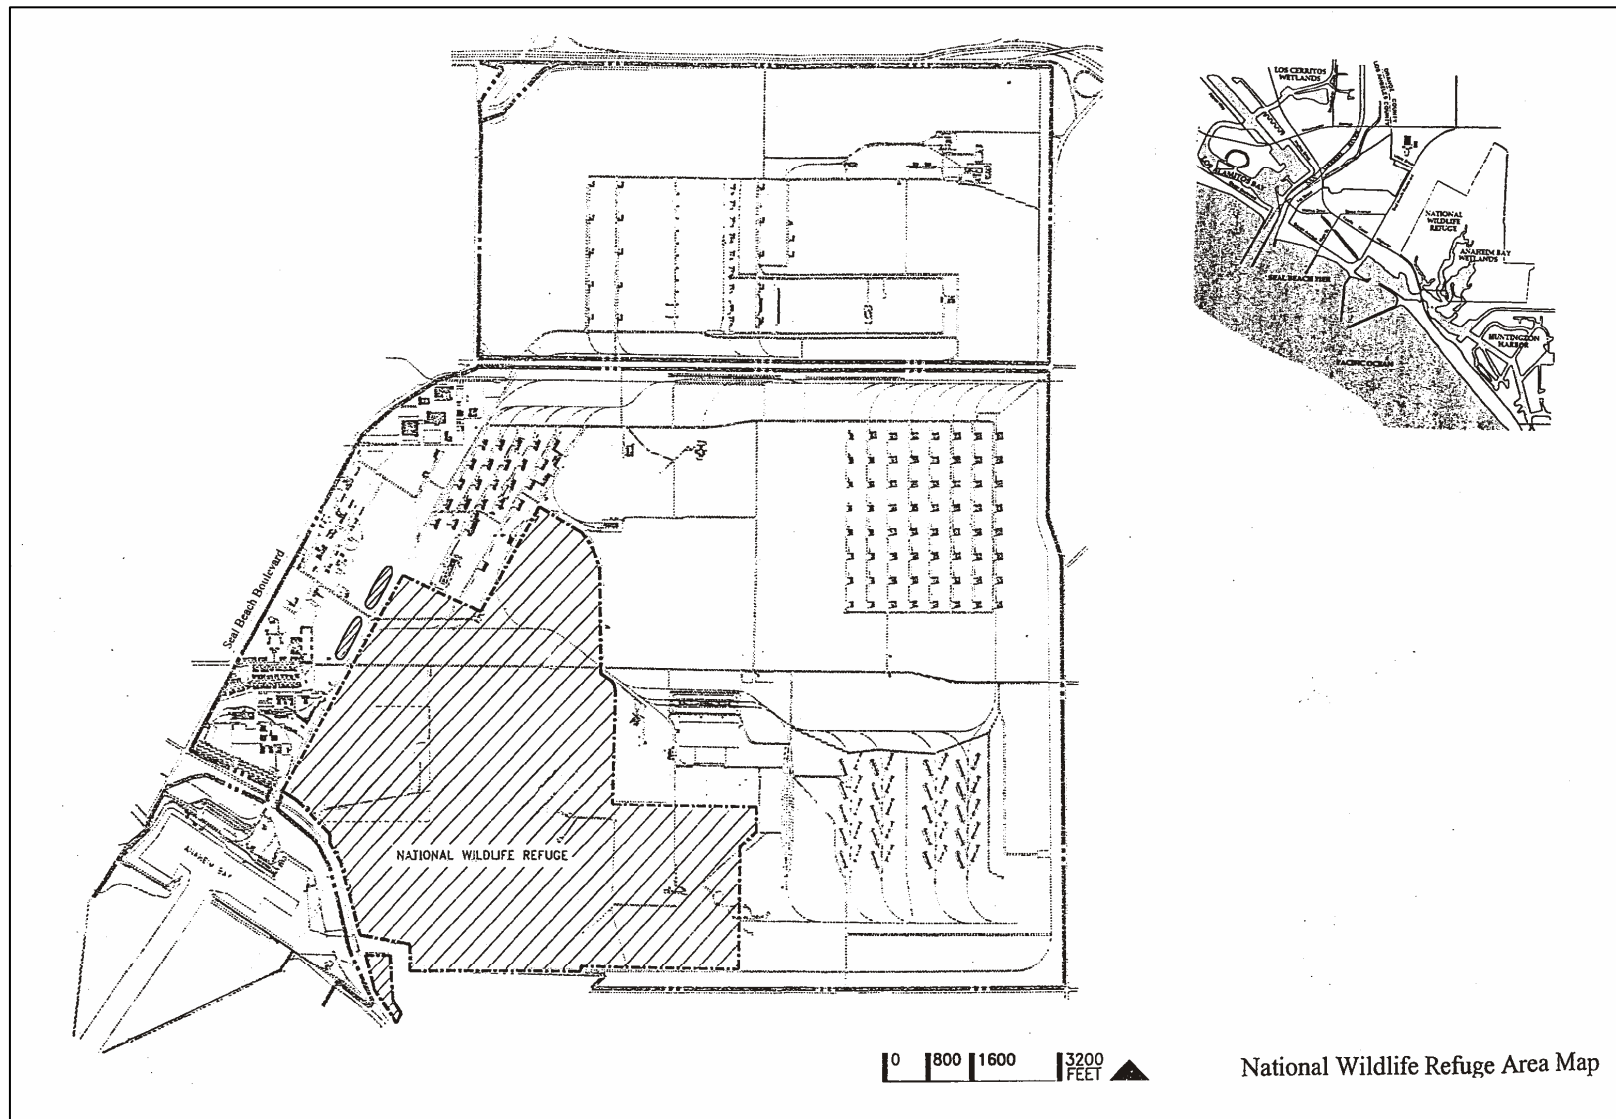 LOS CERRITOS
WETLANDS
LOS ALAMITOS BAY
NATIONAL
WILDLIFE
REFUGE
ANAHEIM BAY
WETLANDS
SEAL BEACH PIER
HUNTINGTON
HARBOR
PACIFIC OCEAN
Seal Beach Boulevard
NATIONAL WILDLIFE REFUGE
ANAHEIM BAY
0 800 1600 3200
FEET
National Wildlife Refuge Area Map